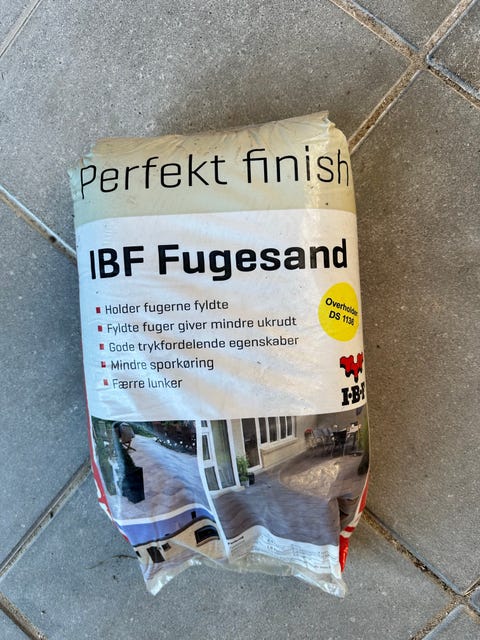 Perfekt finish
IBF Fugesand
Holder fugerne fyldte
Fyldte fuger giver mindre ukrudt
Gode trykfordelende egenskaber
Mindre sporkøring
Færre lunker
Overholder
DS 1136
I·B·F